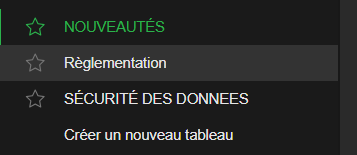 NOUVEAUTÉS
Règlementation
SÉCURITÉ DES DONNEES
Créer un nouveau tableau